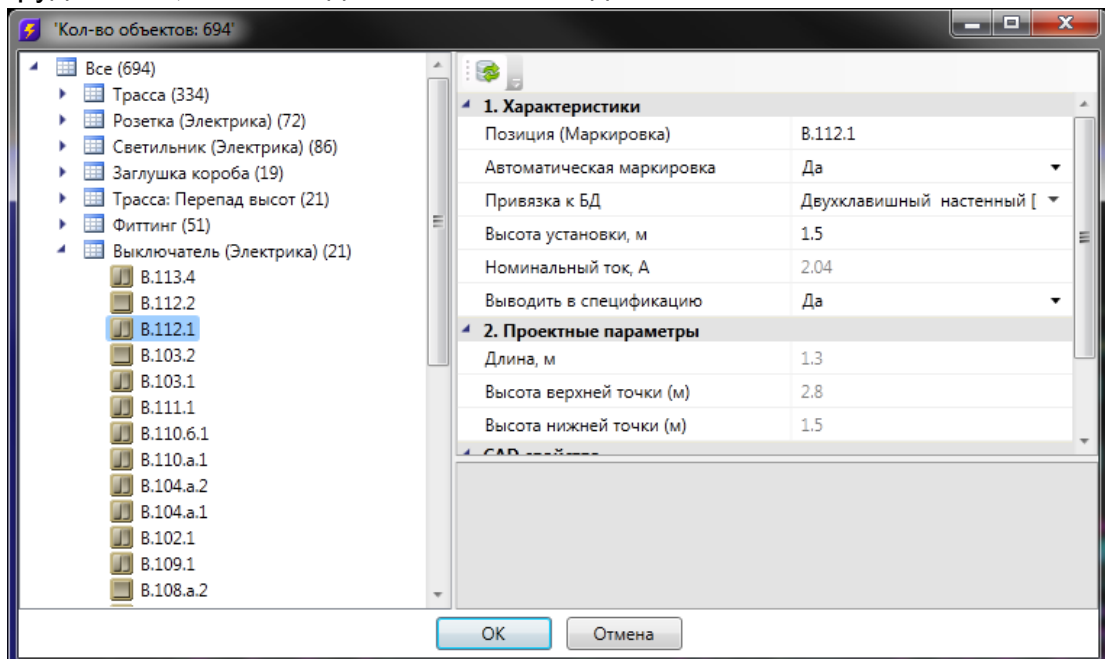 'Кол-во объектов: 694'
Все (694)
Трасса (334)
Розетка (Электрика) (72)
Светильник (Электрика) (86)
Заглушка короба (19)
Трасса: Перепад высот (21)
Фиттинг (51)
Выключатель (Электрика) (21)
В.113.4
В.112.2
В.112.1
В.103.2
В.103.1
В.111.1
В.110.6.1
В.110.а.1
В.104.а.2
В.104.а.1
В.102.1
В.109.1
В.108.а.2
1. Характеристики
Позиция (Маркировка) В.112.1
Автоматическая маркировка Да
Привязка к БД Двухклавишный настенный [
Высота установки, м 1.5
Номинальный ток, А 2.04
Выводить в спецификацию Да
2. Проектные параметры
Длина, м 1.3
Высота верхней точки (м) 2.8
Высота нижней точки (м) 1.5
ОК Отмена